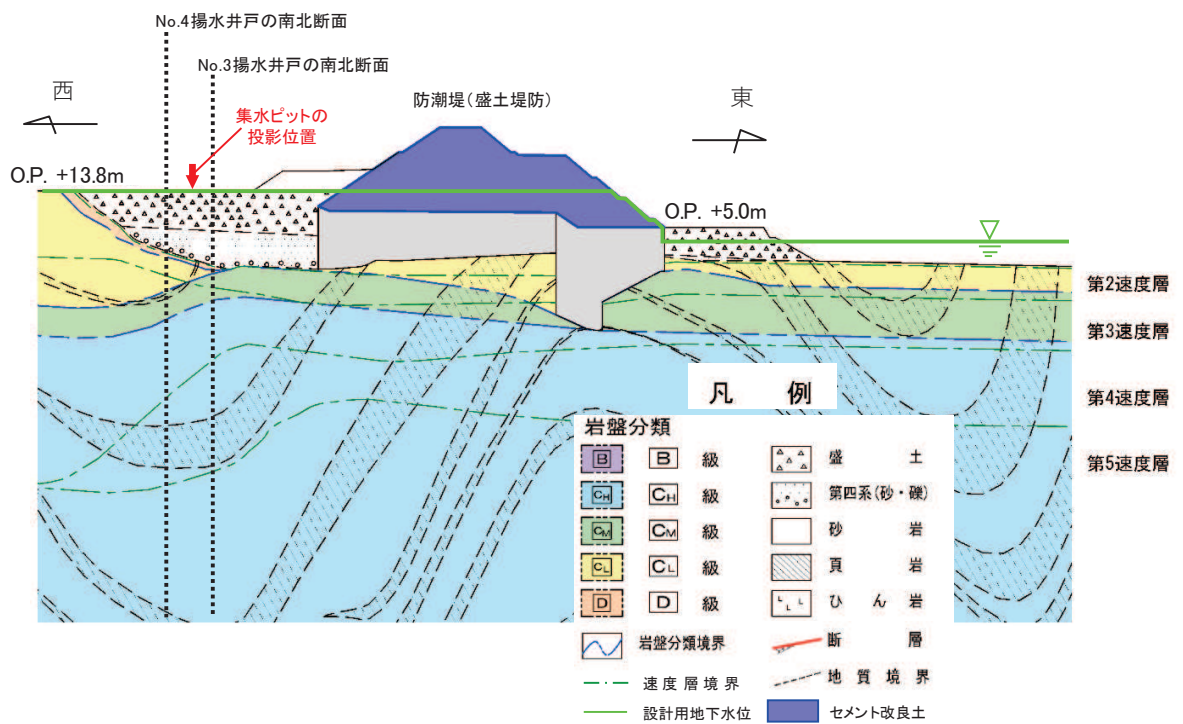 No.4揚水井戸の南北断面
No.3揚水井戸の南北断面
西
集水ピットの
投影位置
防潮堤(盛土堤防)
東
O.P. +13.8m
O.P. +5.0m
第2速度層
第3速度層
第4速度層
第5速度層
凡 例
岩盤分類
B B 級
CH CH 級
CM CM 級
CL CL 級
D D 級
岩盤分類境界
速度層境界
設計用地下水位
盛 土
第四系(砂・礫)
砂 岩
頁 岩
ひ ん 岩
断 層
地 質 境 界
セメント改良土